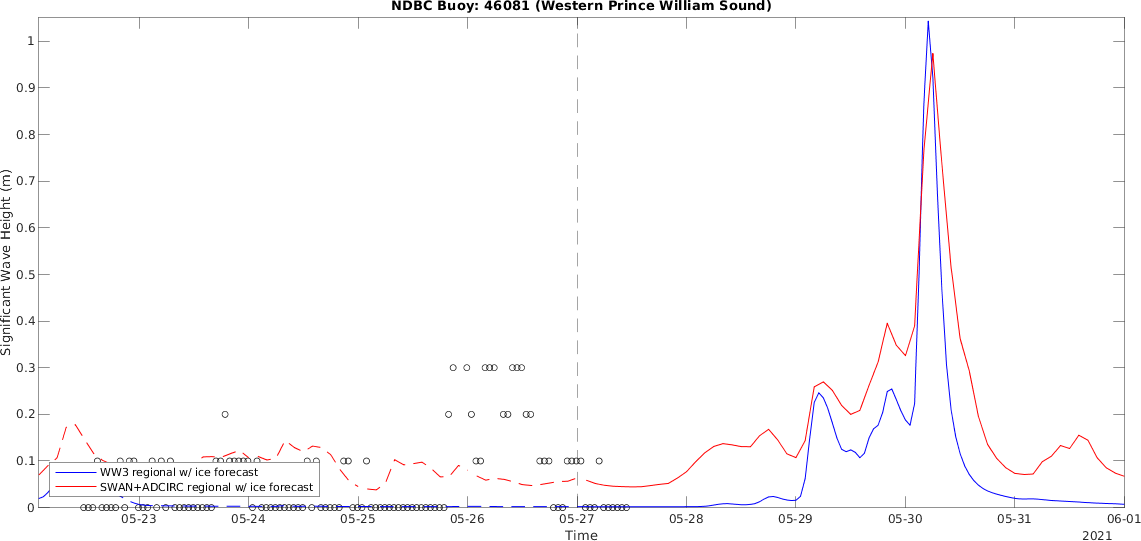 NDBC Buoy: 46081 (Western Prince William Sound)
Significant Wave Height (m)
1
0.9
0.8
0.7
0.6
0.5
0.4
0.3
0.2
0.1
0
WW3 regional w/ ice forecast
SWAN+ADCIRC regional w/ ice forecast
05-23 05-24 05-25 05-26 05-27 05-28 05-29 05-30 05-31 06-01
Time
2021